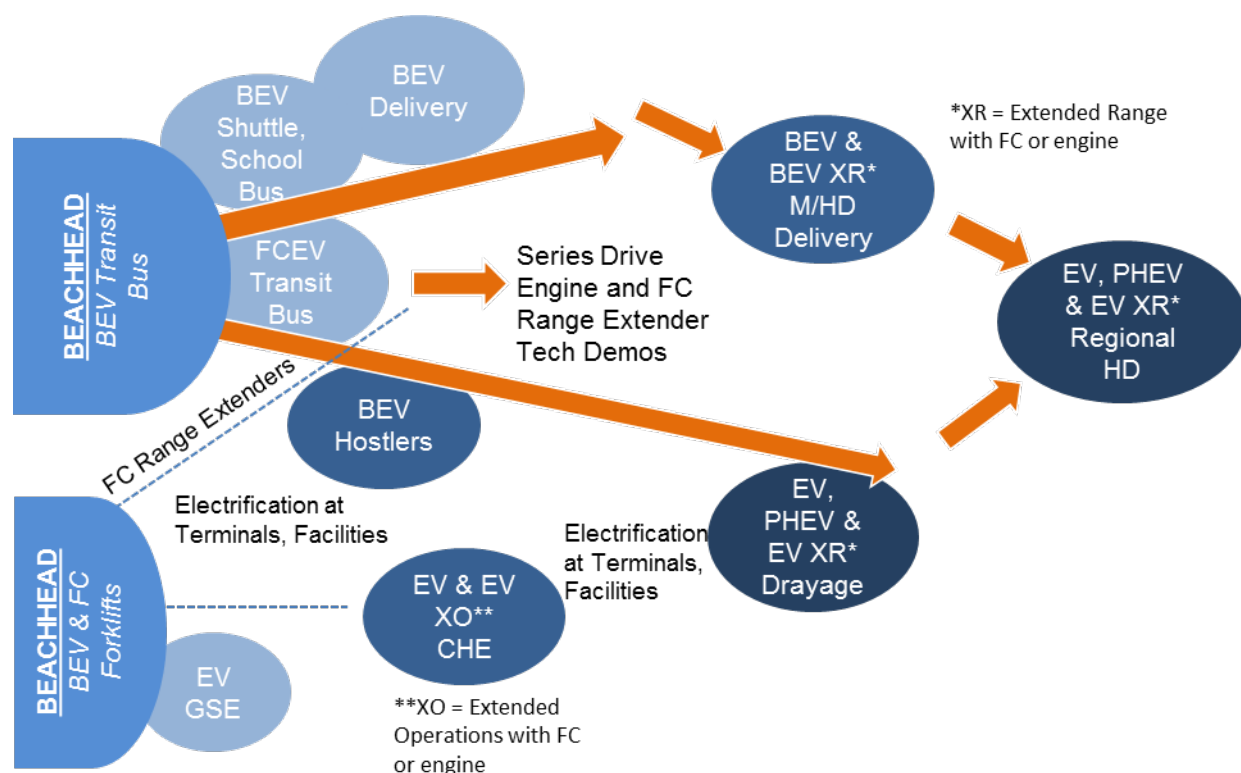 BEACHHEAD
BEV Transit
Bus
BEV
Shuttle,
School
Bus
BEV
Delivery
FCEV
Transit
Bus
Series Drive
Engine and FC
Range Extender
Tech Demos
BEV &
BEV XR*
M/HD
Delivery
*XR = Extended Range
with FC or engine
EV, PHEV
& EV XR*
Regional
HD
FC Range Extenders
BEV
Hostlers
Electrification at
Terminals, Facilities
BEACHHEAD
BEV & FC
Forklifts
EV
GSE
EV & EV
XO**
CHE
**XO = Extended
Operations with FC
or engine
Electrification
at Terminals,
Facilities
EV,
PHEV &
EV XR*
Drayage